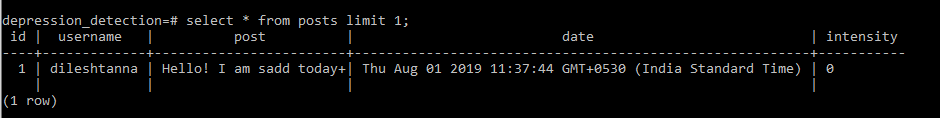 depression_detection=# select * from posts limit 1;
 id |  username   |        post         |                          date                           | intensity
----+-------------+---------------------+---------------------------------------------------------+-----------
  1 | dileshtanna | Hello! I am sadd today+| Thu Aug 01 2019 11:37:44 GMT+0530 (India Standard Time) | 0
    |             |                     |                                                         |
(1 row)